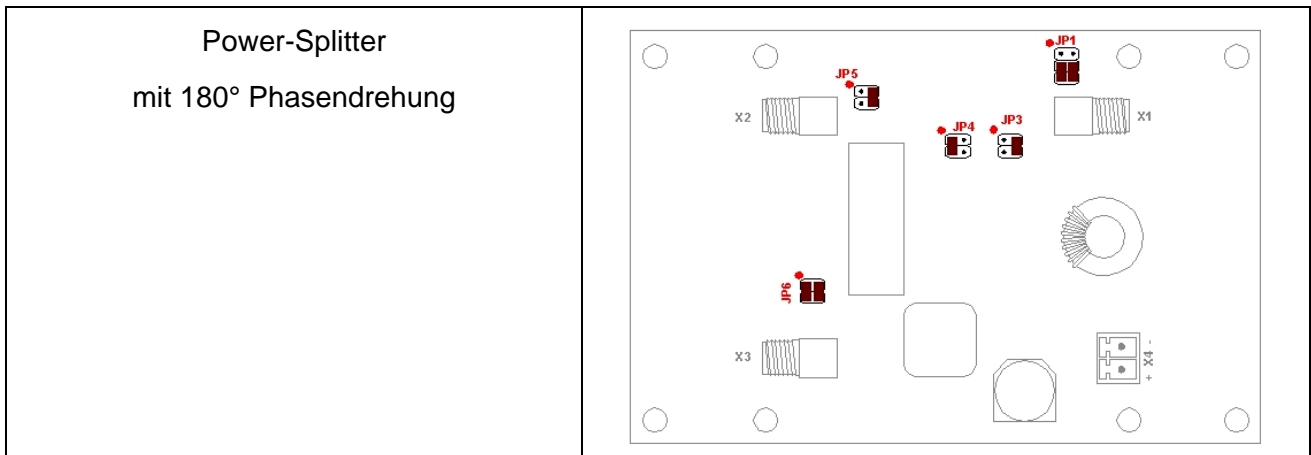 Power-Splitter
mit 180° Phasendrehung
JP1
JP5
X2
X1
JP4
JP3
JP6
X3
X4
-
+